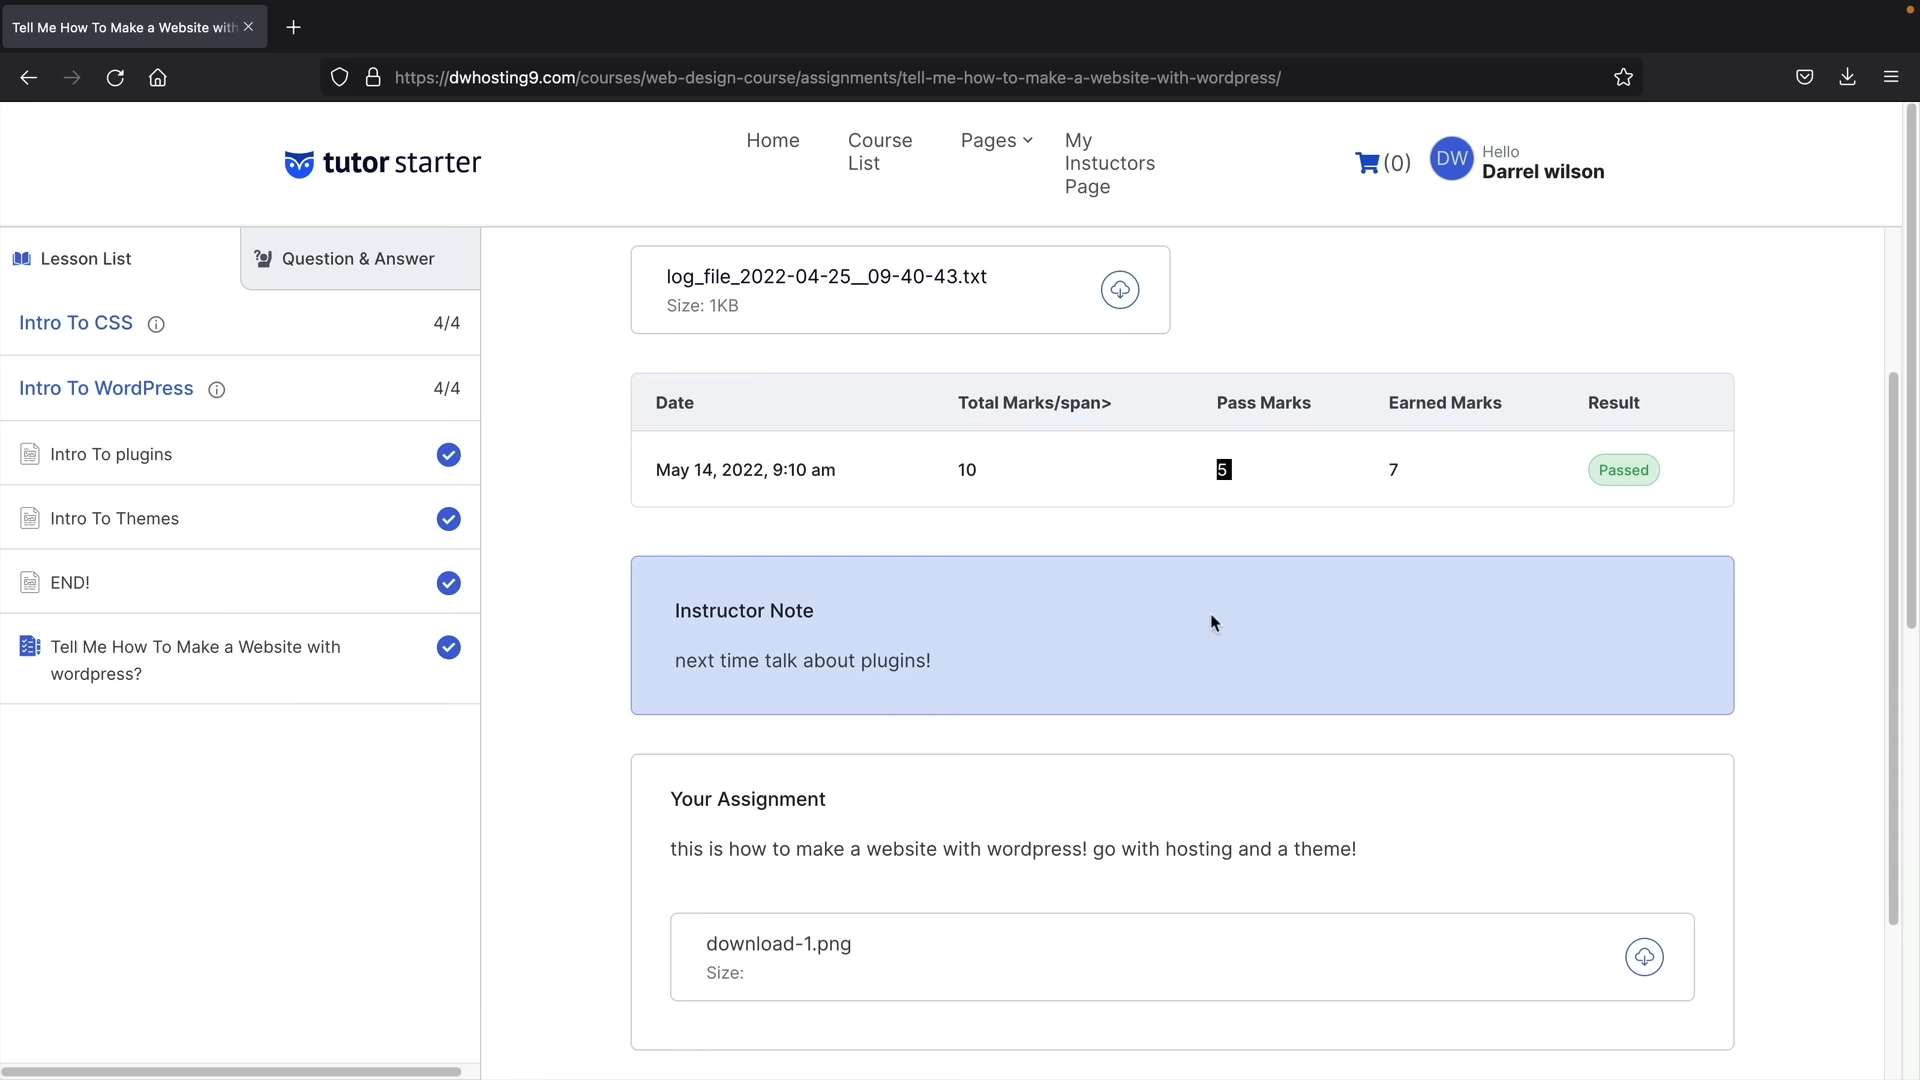 Tell Me How To Make a Website with
https://dwhosting9.com/courses/web-design-course/assignments/tell-me-how-to-make-a-website-with-wordpress/
tutor starter
Home
Course List
Pages
My Instuctors Page
(0)
DW
Hello
Darrel wilson
Lesson List
Question & Answer
Intro To CSS
4/4
Intro To WordPress
4/4
Intro To plugins
Intro To Themes
END!
Tell Me How To Make a Website with
wordpress?
log_file_2022-04-25__09-40-43.txt
Size: 1KB
Date Total Marks/span> Pass Marks Earned Marks Result
May 14, 2022, 9:10 am 10 5 7 Passed
Instructor Note
next time talk about plugins!
Your Assignment
this is how to make a website with wordpress! go with hosting and a theme!
download-1.png
Size: